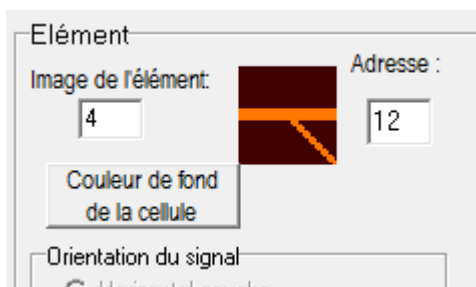 Elément
Image de l'élément:
Adresse :
4
12
Couleur de fond
de la cellule
Orientation du signal